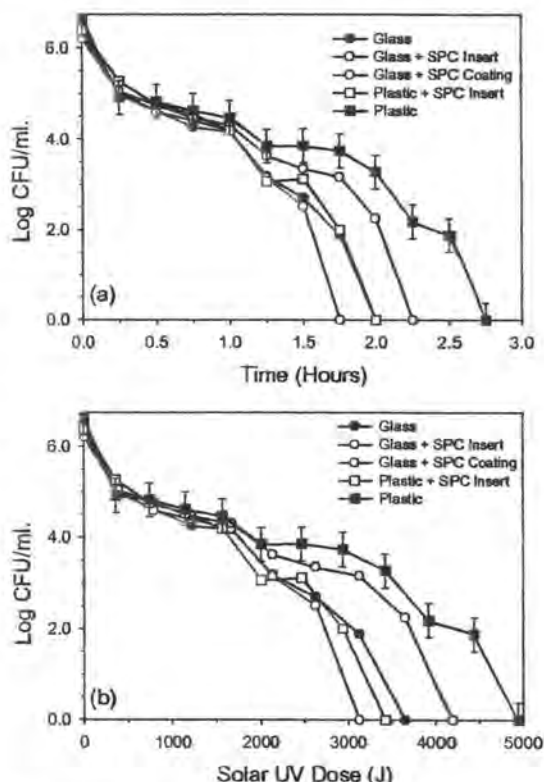 6.0
4.0
2.0
0.0
Log CFU/ml.
Glass
Glass + SPC Insert
Glass + SPC Coating
Plastic + SPC Insert
Plastic
(a)
0.0 0.5 1.0 1.5 2.0 2.5 3.0
Time (Hours)
6.0
4.0
2.0
0.0
Log CFU/ml.
Glass
Glass + SPC Insert
Glass + SPC Coating
Plastic + SPC Insert
Plastic
(b)
0 1000 2000 3000 4000 5000
Solar UV Dose (J)